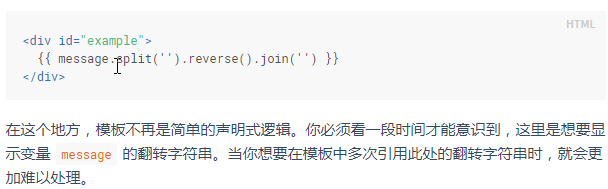 HTML
<div id="example">
  {{ message.split('').reverse().join('') }}
</div>
在这个地方，模板不再是简单的声明式逻辑。你必须看一段时间才能意识到，这里是想要显
示变量 message 的翻转字符串。当你想要在模板中多次引用此处的翻转字符串时，就会更
加难以处理。